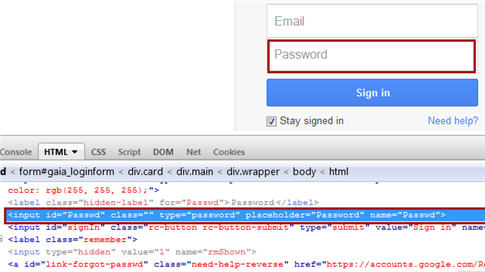 Email
Password
Sign in
Stay signed in Need help?
Console HTML CSS Script DOM Net Cookies
d < form#gaia_loginform < div.card < div.main < div.wrapper < body < html
color: rgb(255, 255, 255);">
<label class="hidden-label" for="Passwd">Password</label>
<input id="Passwd" class="" type="password" placeholder="Password" name="Passwd">
<input id="signIn" class="rc-button rc-button-submit" type="submit" value="Sign in" name
<label class="remember">
<input type="hidden" value="1" name="rmShown">
<a id="link-forgot-passwd" class="need-help-reverse" href="https://accounts.google.com/Re